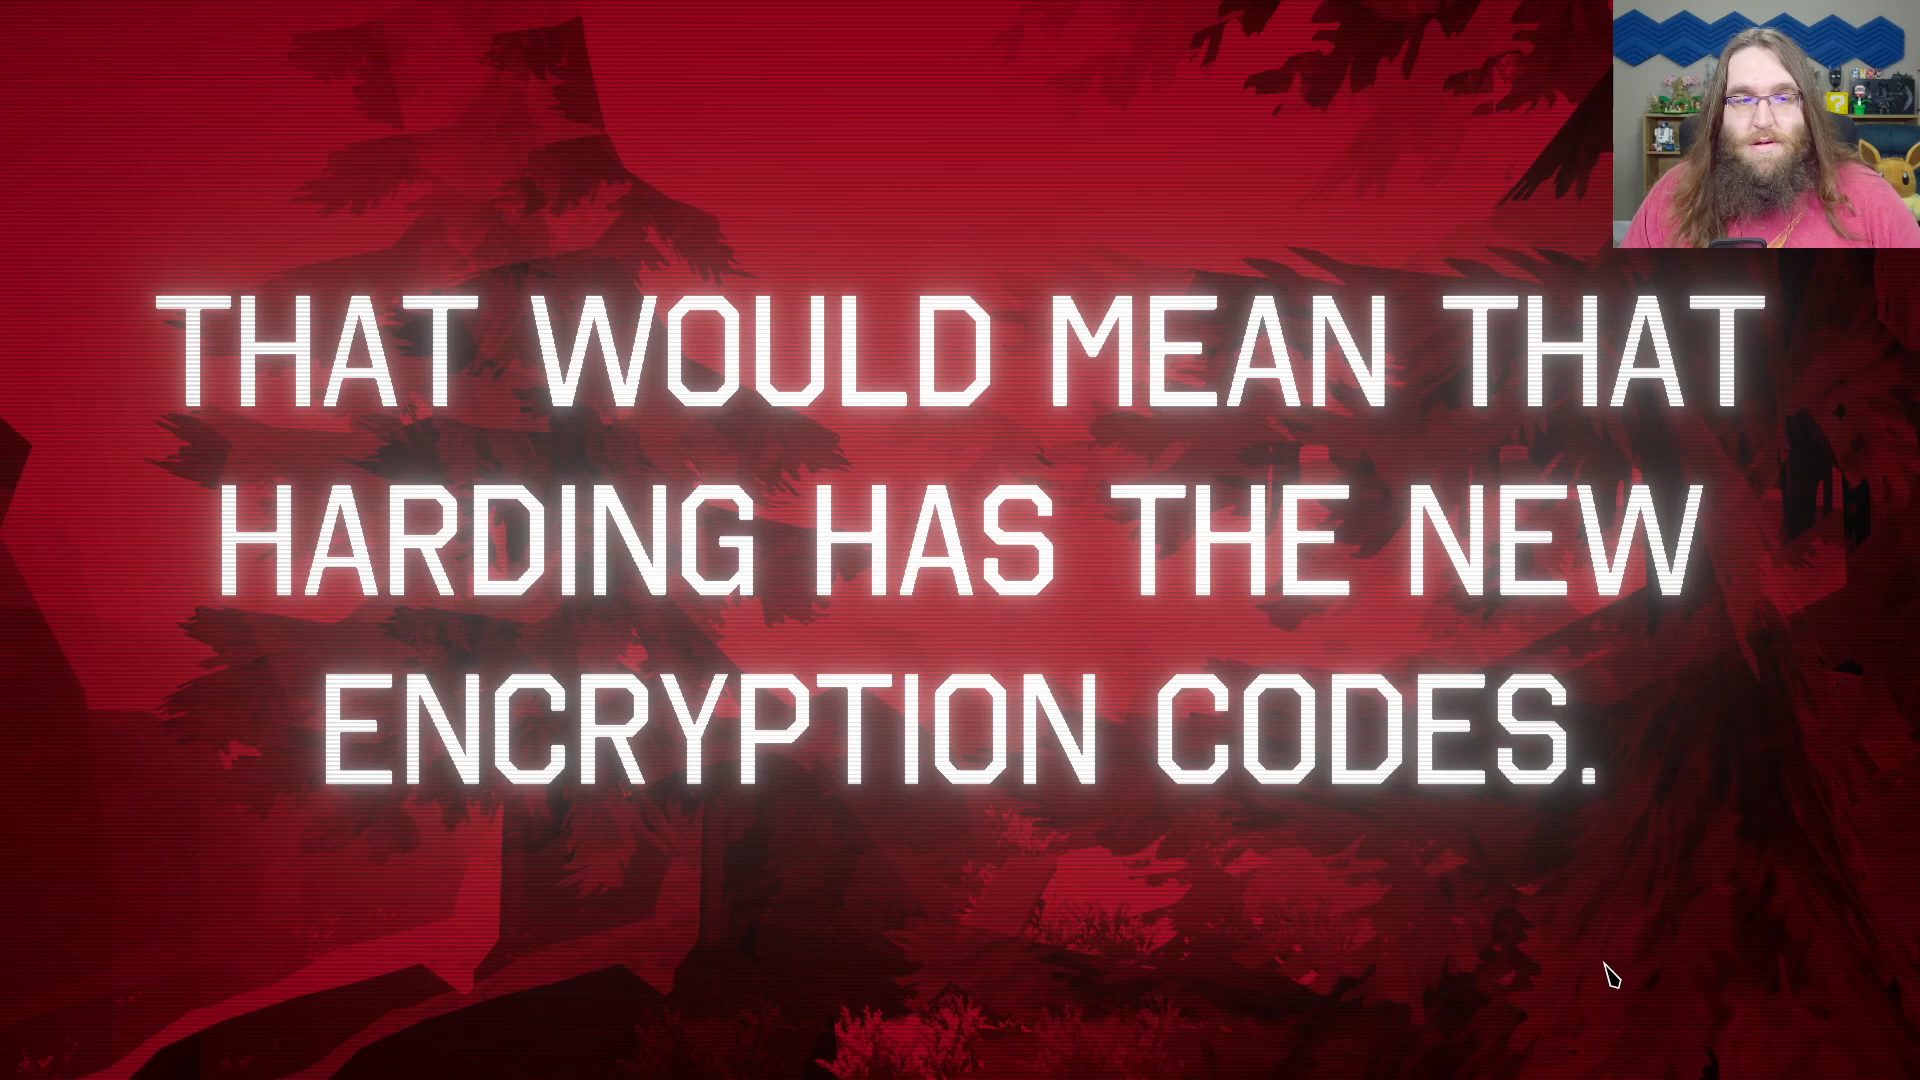 THAT WOULD MEAN THAT
HARDING HAS THE NEW
ENCRYPTION CODES.